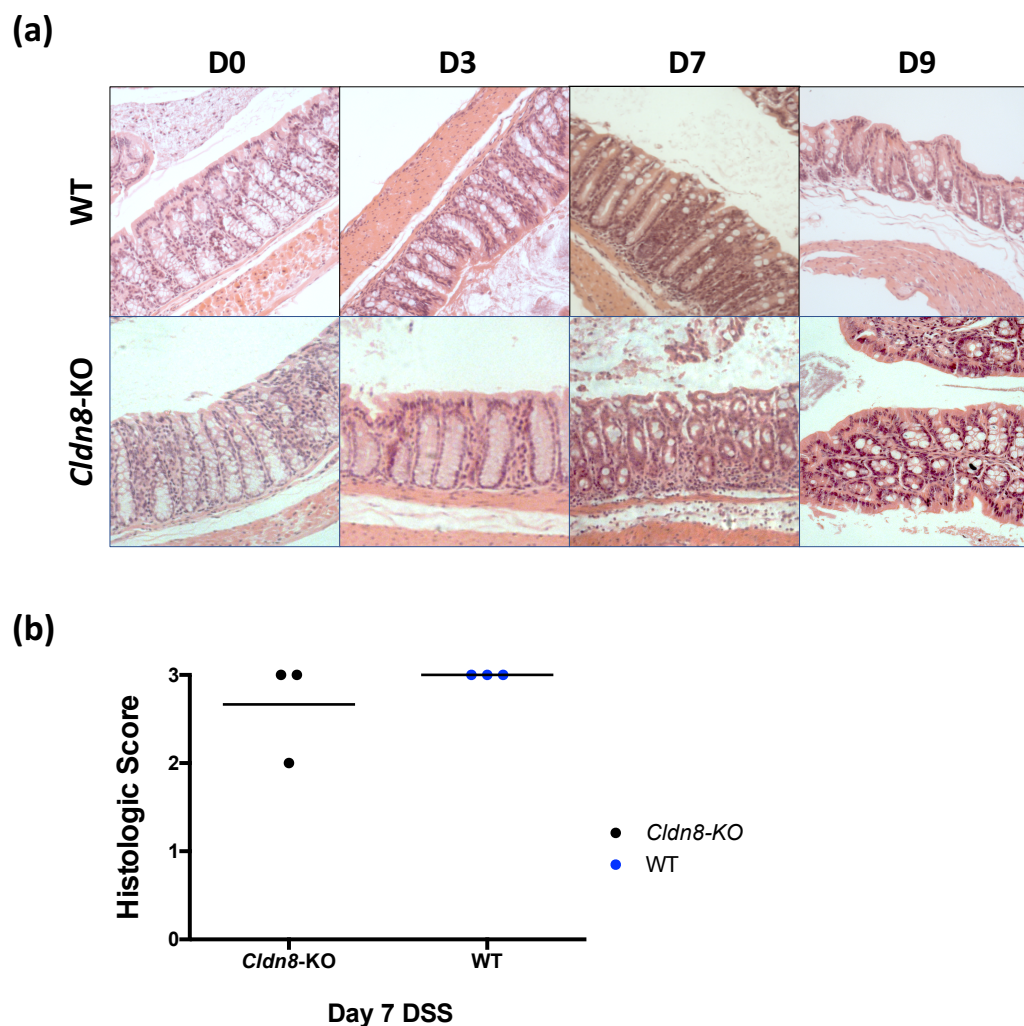 (a)
D0 D3 D7 D9
WT
Cldn8-KO
(b)
Histologic Score
3
2
1
0
Cldn8-KO WT
Day 7 DSS
Cldn8-KO
WT